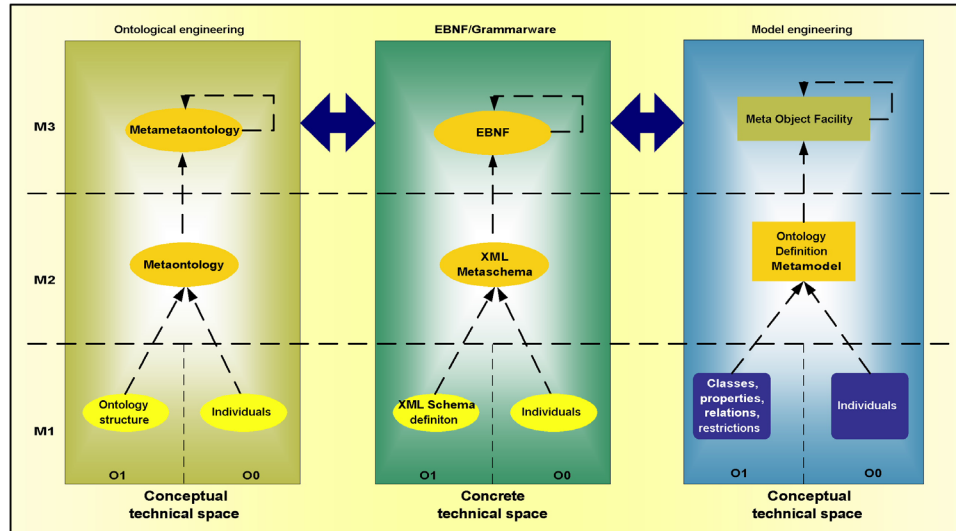 Ontological engineering
EBNF/Grammarware
Model engineering
M3
Metametaontology
EBNF
Meta Object Facility
M2
Metaontology
XML
Metaschema
Ontology
Definition
Metamodel
M1
Ontology
structure
Individuals
XML Schema
definiton
Individuals
Classes,
properties,
relations,
restrictions
Individuals
O1
O0
O1
O0
O1
O0
Conceptual
technical space
Concrete
technical space
Conceptual
technical space